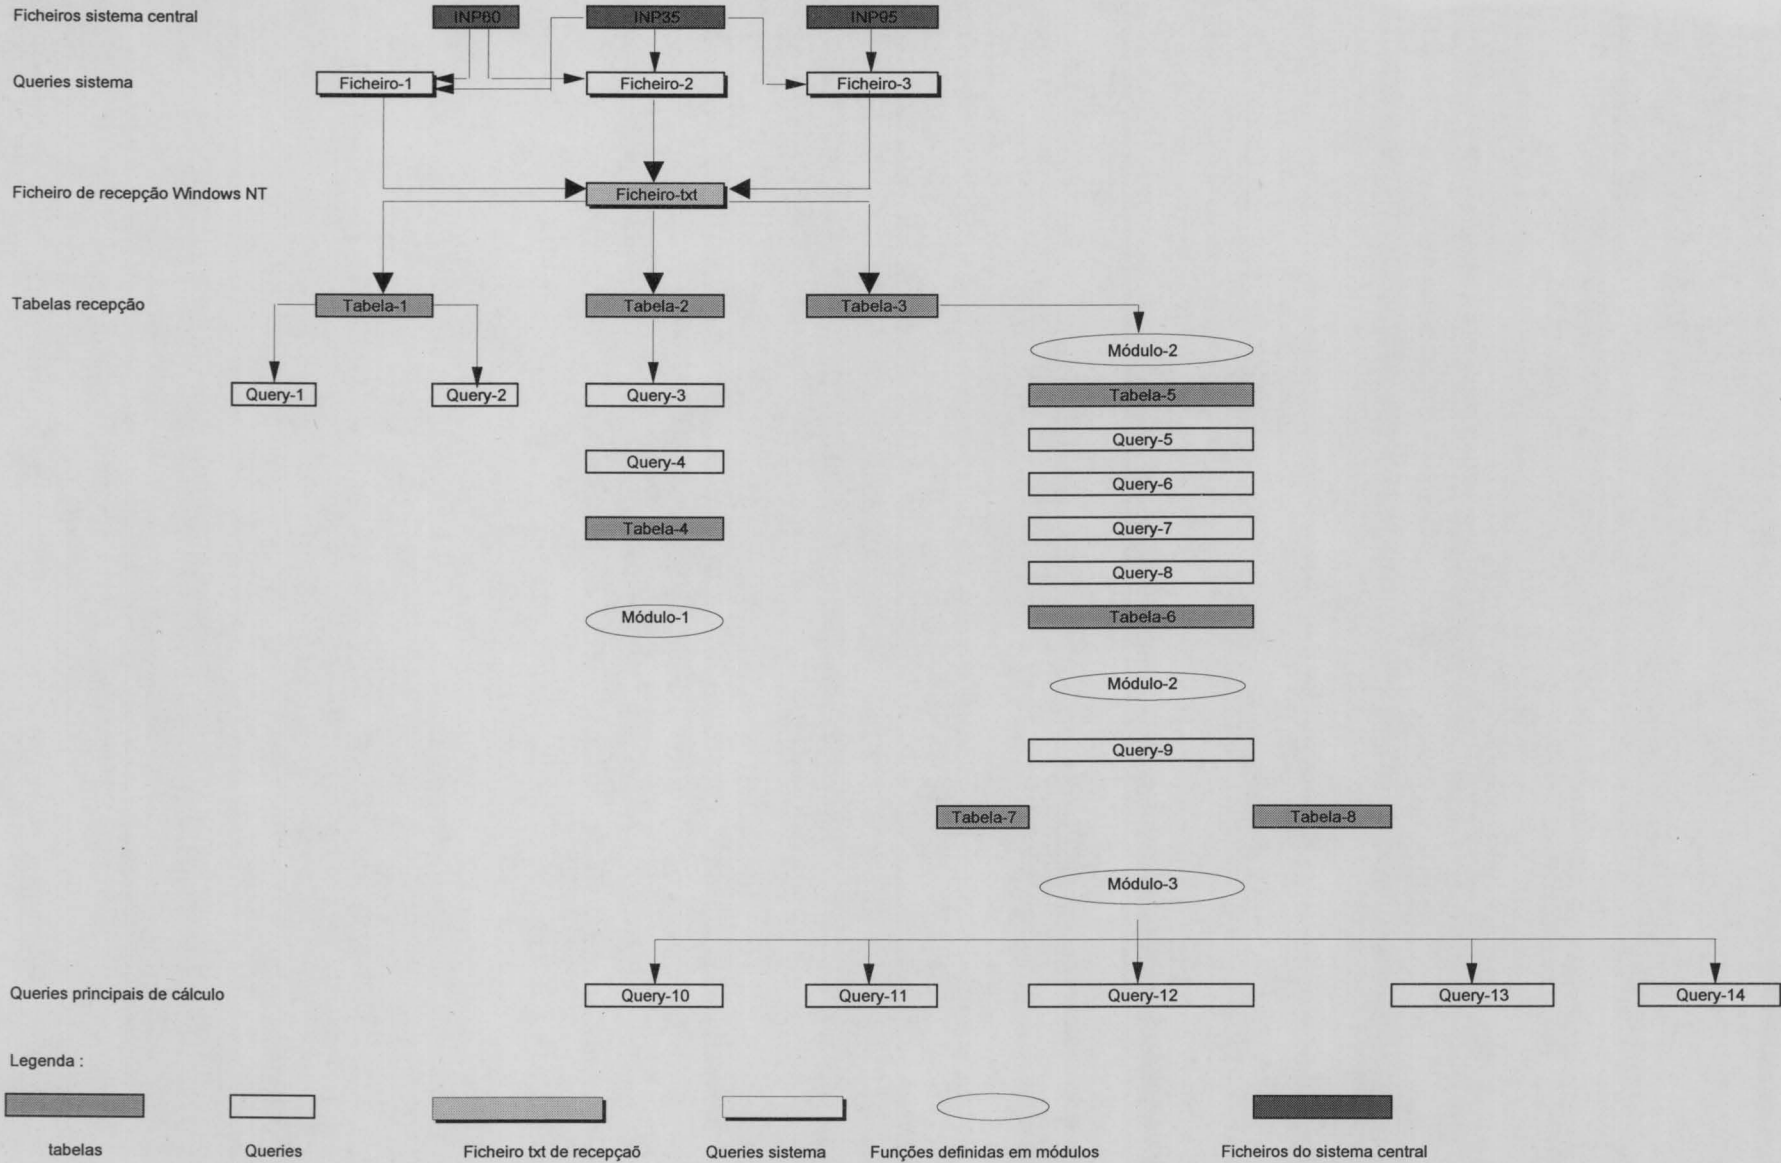 Ficheiros sistema central INP80 INP35 INP95
Queries sistema Ficheiro-1 Ficheiro-2 Ficheiro-3
Ficheiro de recepção Windows NT Ficheiro-txt
Tabelas recepção Tabela-1 Tabela-2 Tabela-3
Módulo-2
Query-1 Query-2 Query-3 Tabela-5
Query-5
Query-4
Query-6
Tabela-4 Query-7
Query-8
Módulo-1 Tabela-6
Módulo-2
Query-9
Tabela-7 Tabela-8
Módulo-3
Queries principais de cálculo Query-10 Query-11 Query-12 Query-13 Query-14
Legenda :
tabelas Queries Ficheiro txt de recepçaõ Queries sistema Funções definidas em módulos Ficheiros do sistema central